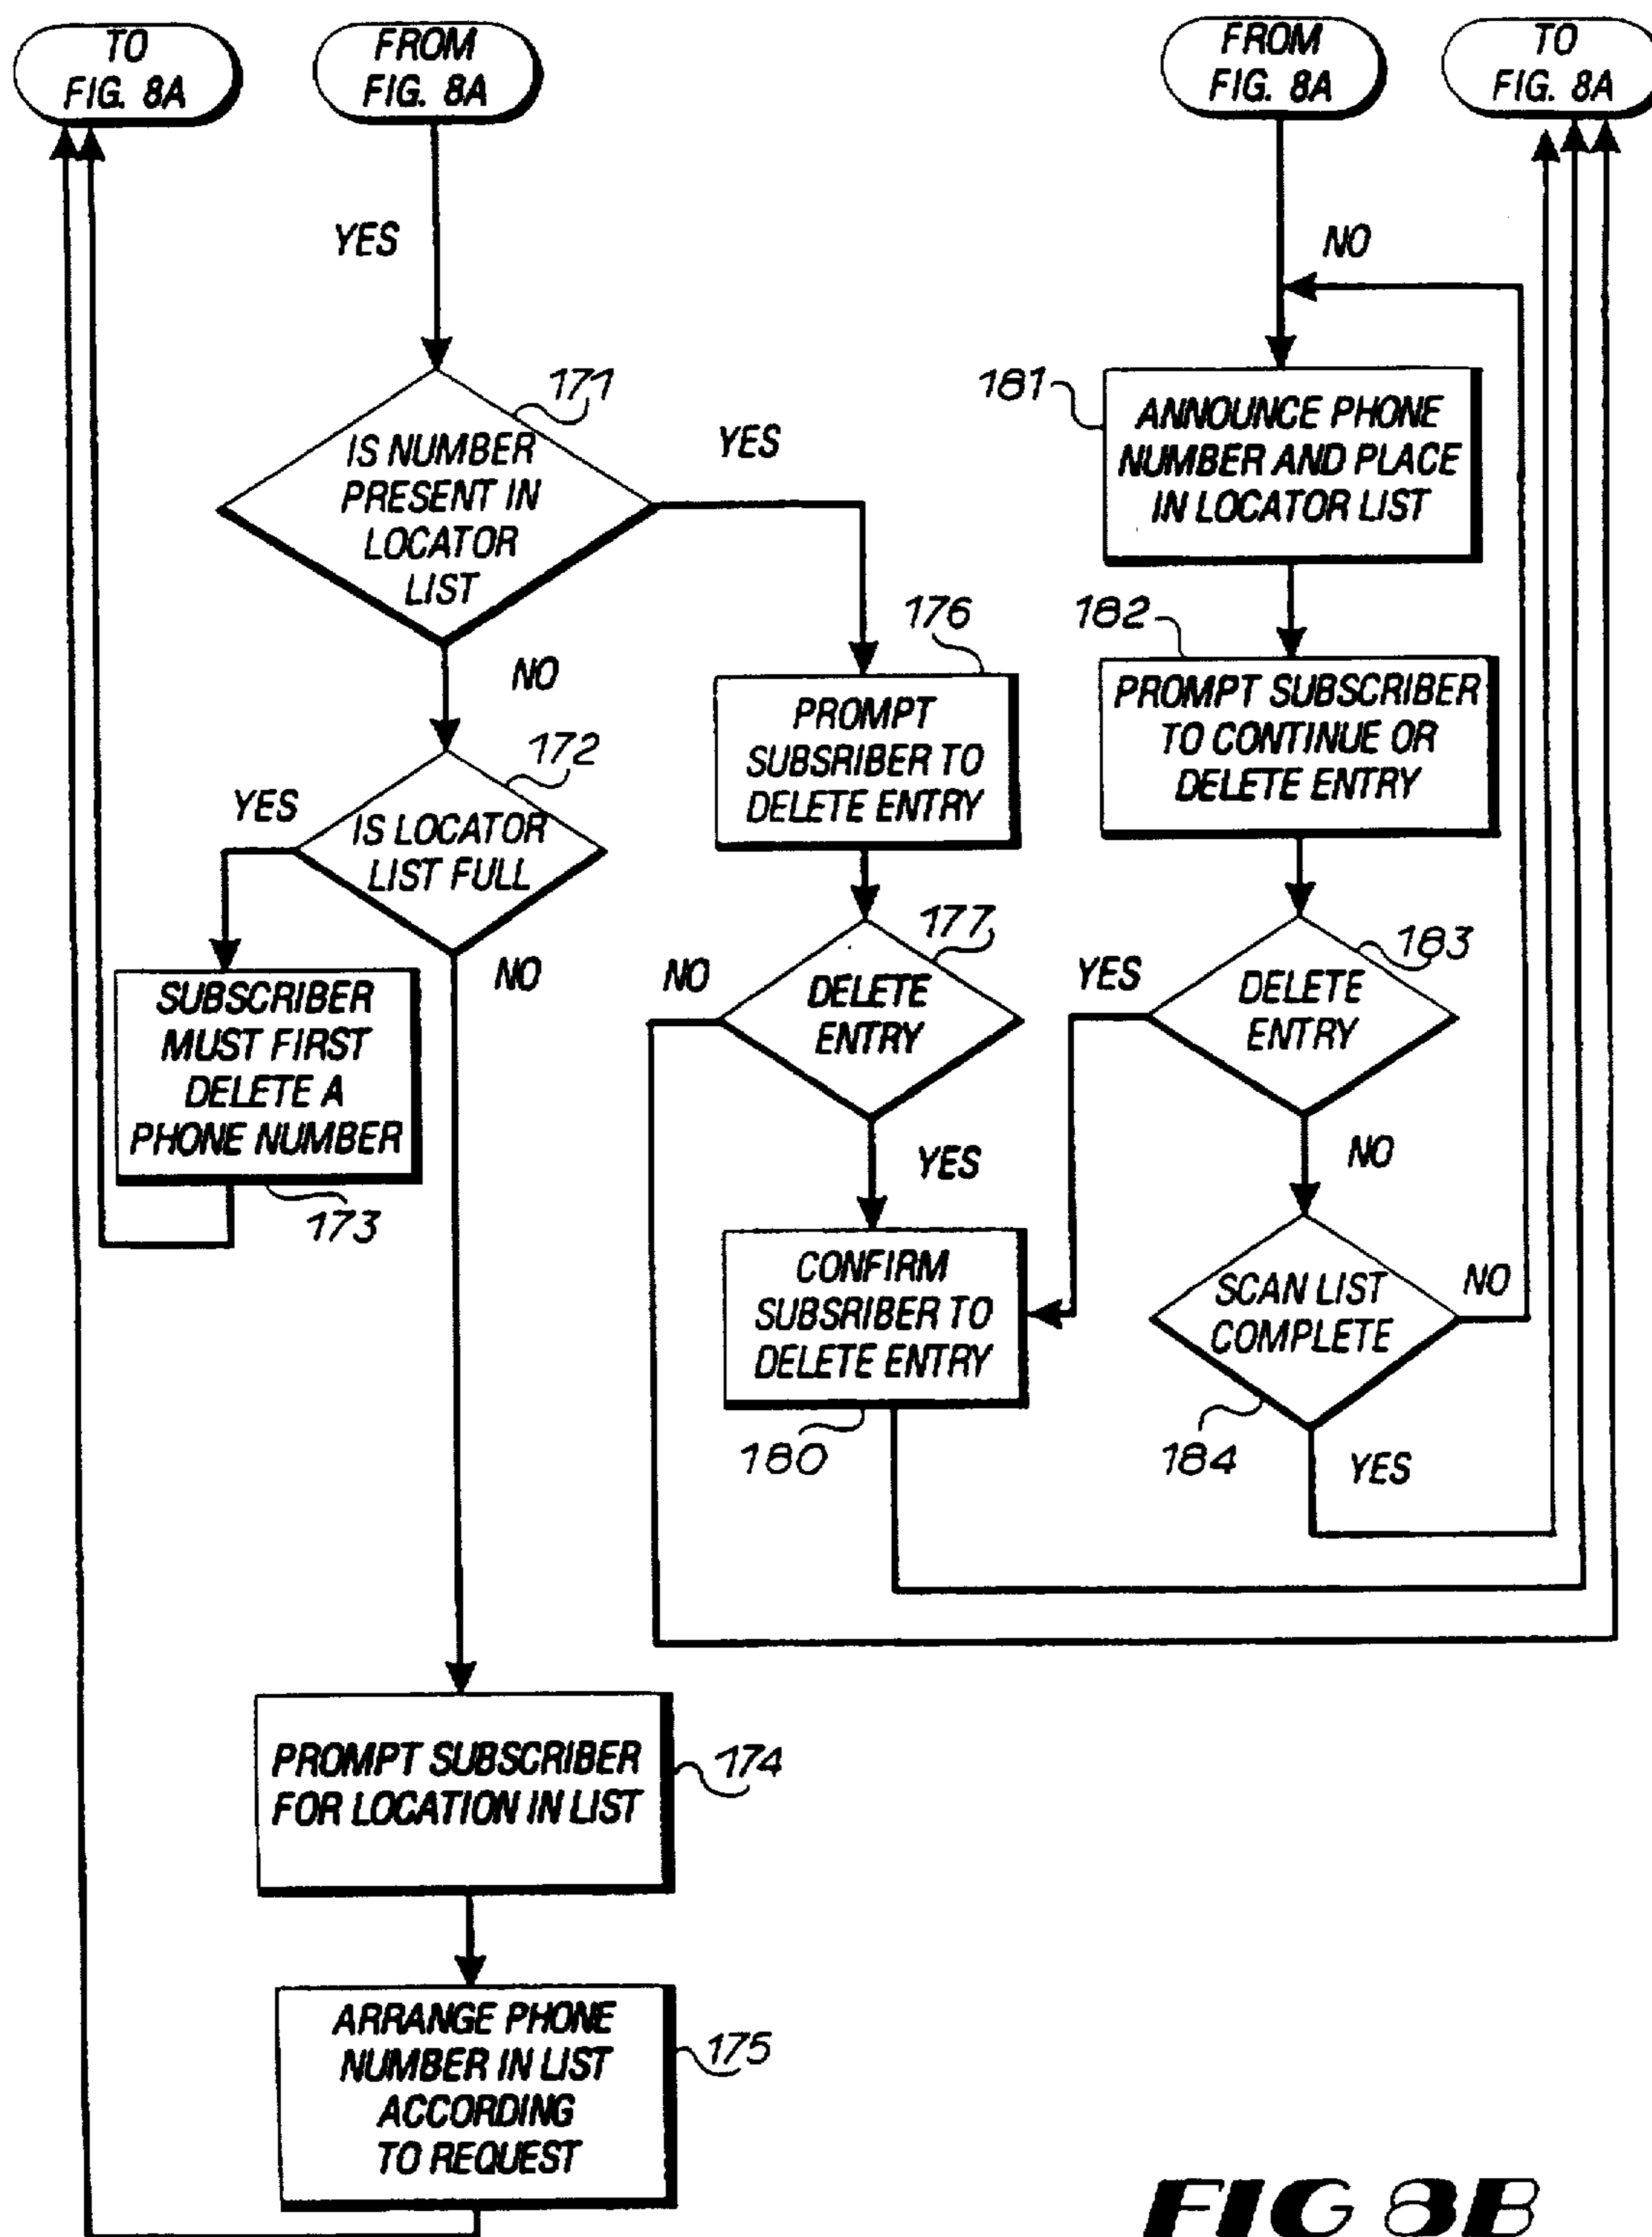 TO
FIG. 8A
FROM
FIG. 8A
FROM
FIG. 8A
TO
FIG. 8A
YES
NO
171
IS NUMBER
PRESENT IN
LOCATOR
LIST
YES
NO
181
ANNOUNCE PHONE
NUMBER AND PLACE
IN LOCATOR LIST
176
PROMPT
SUBSRIBER TO
DELETE ENTRY
182
PROMPT SUBSCRIBER
TO CONTINUE OR
DELETE ENTRY
172
YES
IS LOCATOR
LIST FULL
NO
SUBSCRIBER
MUST FIRST
DELETE A
PHONE NUMBER
173
177
NO
DELETE
ENTRY
YES
183
YES
DELETE
ENTRY
NO
CONFIRM
SUBSRIBER TO
DELETE ENTRY
180
SCAN LIST
COMPLETE
NO
184
YES
PROMPT SUBSCRIBER
FOR LOCATION IN LIST
174
ARRANGE PHONE
NUMBER IN LIST
ACCORDING
TO REQUEST
175
FIG 8B